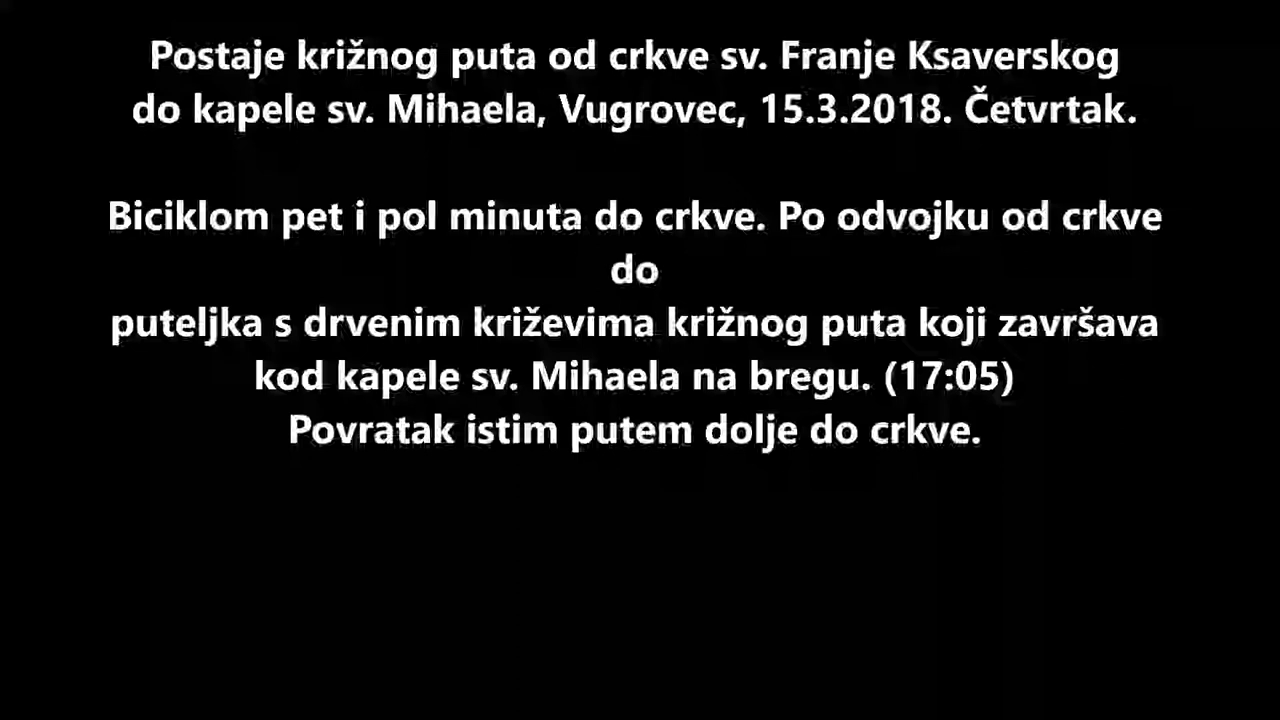 Postaje križnog puta od crkve sv. Franje Ksaverskog
do kapele sv. Mihaela, Vugrovec, 15.3.2018. Četvrtak.
Biciklom pet i pol minuta do crkve. Po odvojku od crkve
do
puteljka s drvenim križevima križnog puta koji završava
kod kapele sv. Mihaela na bregu. (17:05)
Povratak istim putem dolje do crkve.